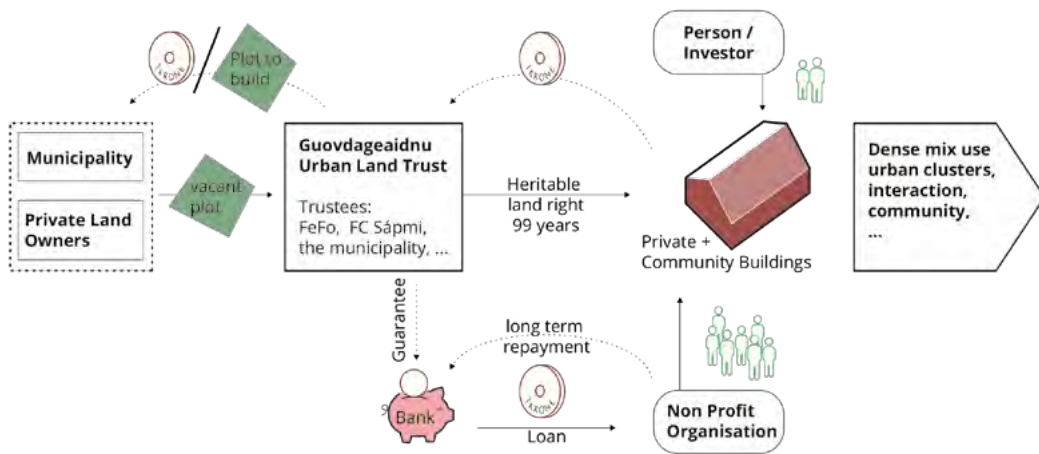 Plot to
build
Municipality
Private Land
Owners
vacant
plot
Guovdageaidnu
Urban Land Trust
Trustees:
FeFo, FC Sápmi,
the municipality, ...
Heritable
land right
99 years
Person /
Investor
Private +
Community Buildings
Dense mix use
urban clusters,
interaction,
community,
...
Guarantee
Bank
long term
repayment
Loan
Non Profit
Organisation